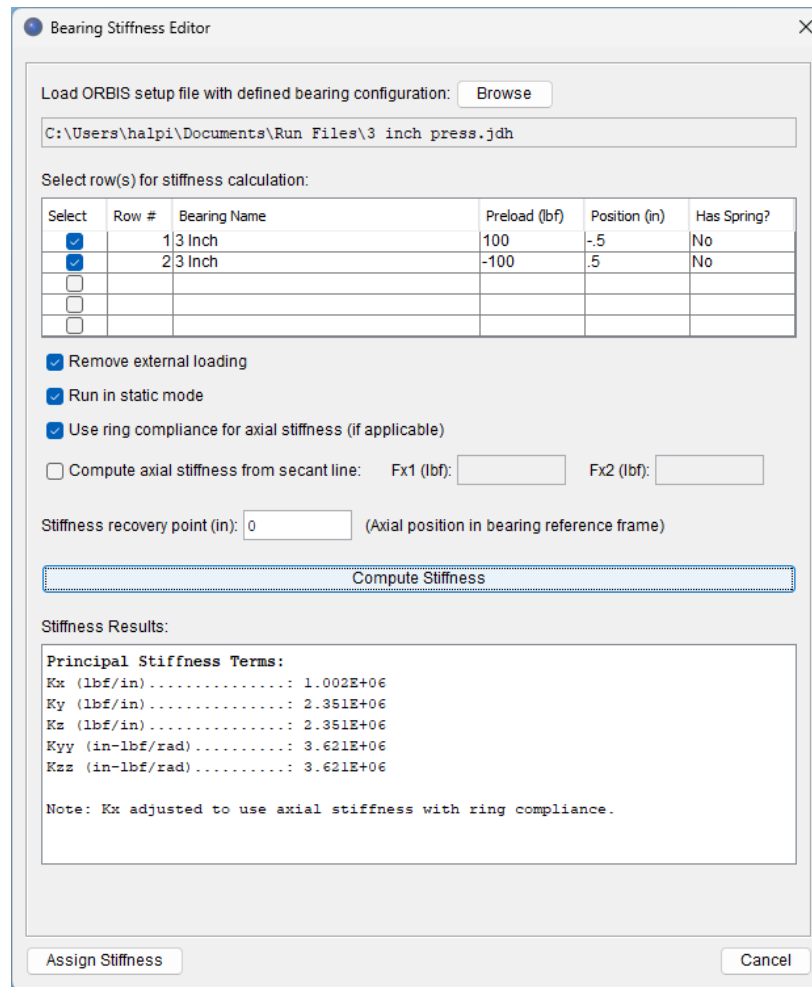 Bearing Stiffness Editor
Load ORBIS setup file with defined bearing configuration: Browse
C:\Users\halpi\Documents\Run Files\3 inch press.jdh
Select row(s) for stiffness calculation:
Select Row # Bearing Name Preload (lbf) Position (in) Has Spring?
1 3 Inch 100 -.5 No
2 3 Inch -100 .5 No
Remove external loading
Run in static mode
Use ring compliance for axial stiffness (if applicable)
Compute axial stiffness from secant line: Fx1 (lbf): Fx2 (lbf):
Stiffness recovery point (in): 0 (Axial position in bearing reference frame)
Compute Stiffness
Stiffness Results:
Principal Stiffness Terms:
Kx (lbf/in)...............: 1.002E+06
Ky (lbf/in)...............: 2.351E+06
Kz (lbf/in)...............: 2.351E+06
Kyy (in-lbf/rad)..........: 3.621E+06
Kzz (in-lbf/rad)..........: 3.621E+06
Note: Kx adjusted to use axial stiffness with ring compliance.
Assign Stiffness Cancel